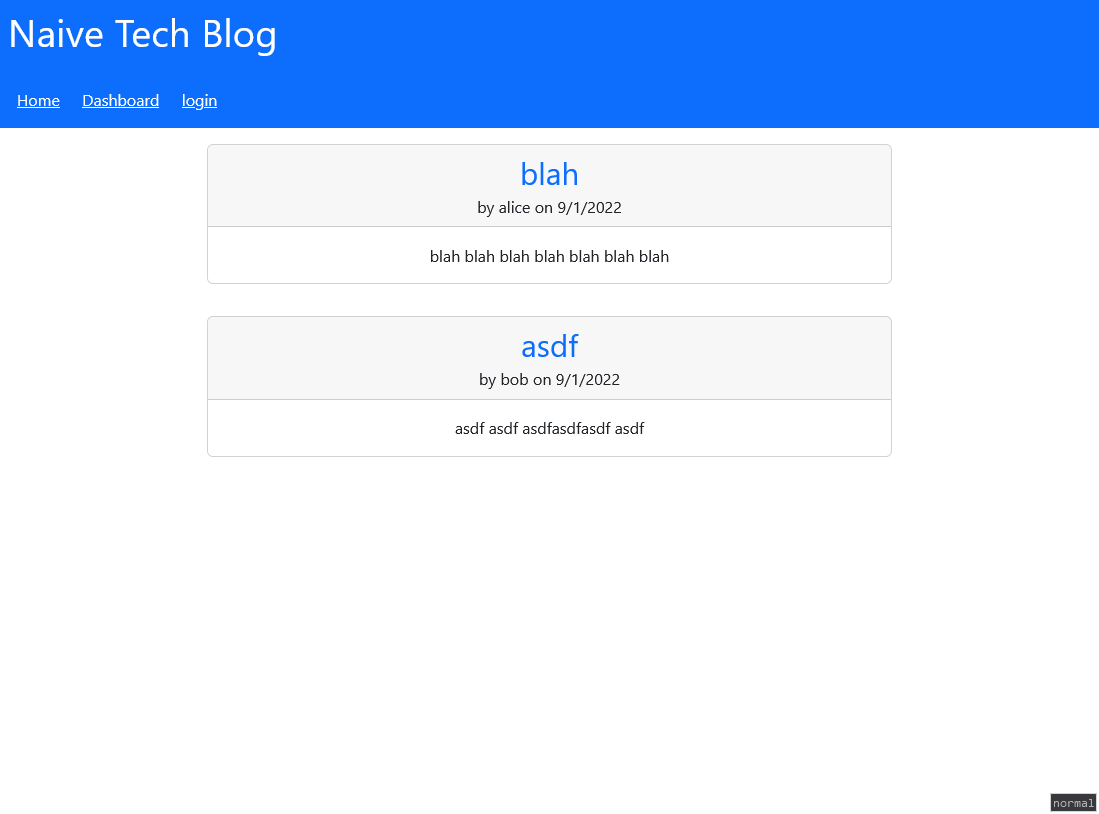 Naive Tech Blog
Home Dashboard login
blah
by alice on 9/1/2022
blah blah blah blah blah blah blah
asdf
by bob on 9/1/2022
asdf asdf asdfasdfasdf asdf
normal